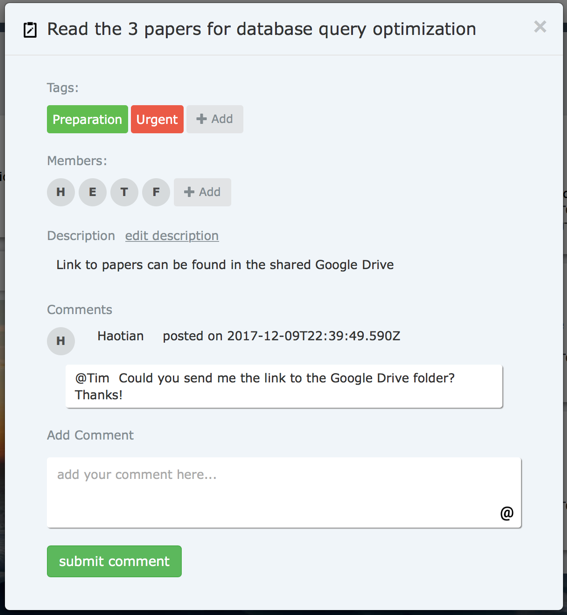 Read the 3 papers for database query optimization ×
Tags:
Preparation Urgent + Add
Members:
H E T F + Add
Description edit description
Link to papers can be found in the shared Google Drive
Comments
H Haotian posted on 2017-12-09T22:39:49.590Z
@Tim Could you send me the link to the Google Drive folder?
Thanks!
Add Comment
add your comment here...
@
submit comment